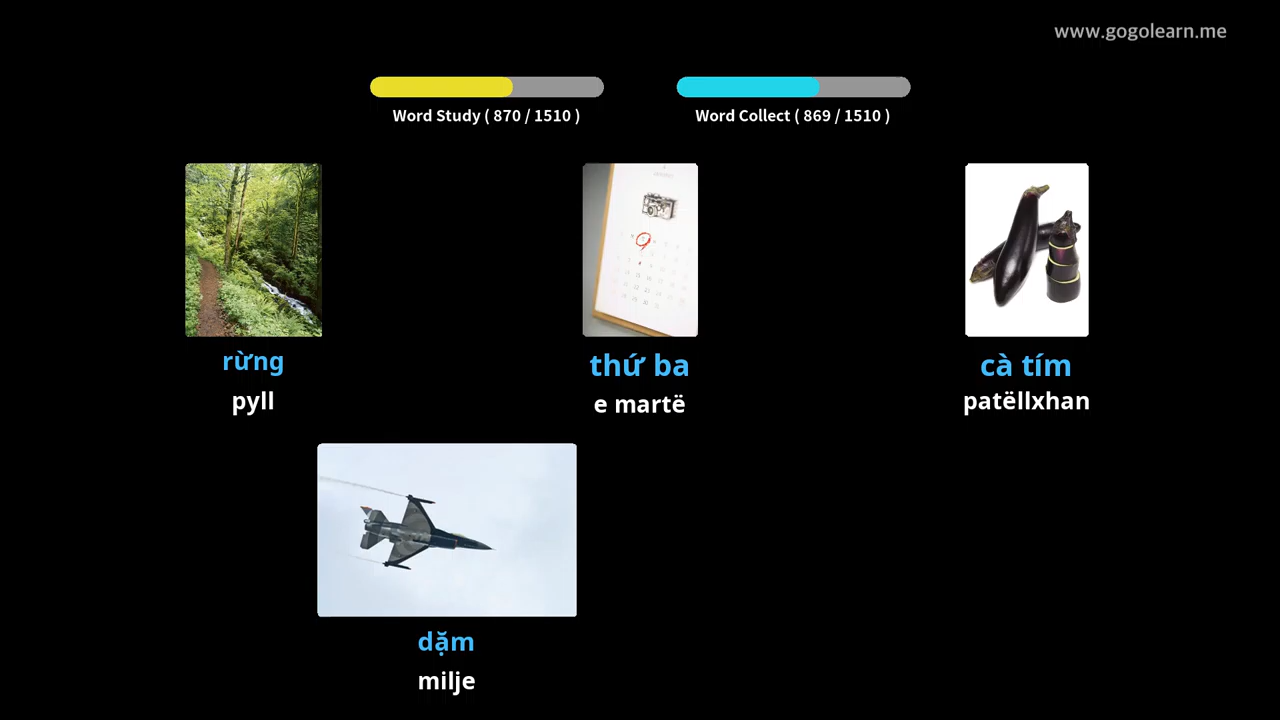 www.gogolearn.me
Word Study ( 870 / 1510 )
Word Collect ( 869 / 1510 )
rừng
pyll
thứ ba
e martë
cà tím
patëllxhan
dặm
milje